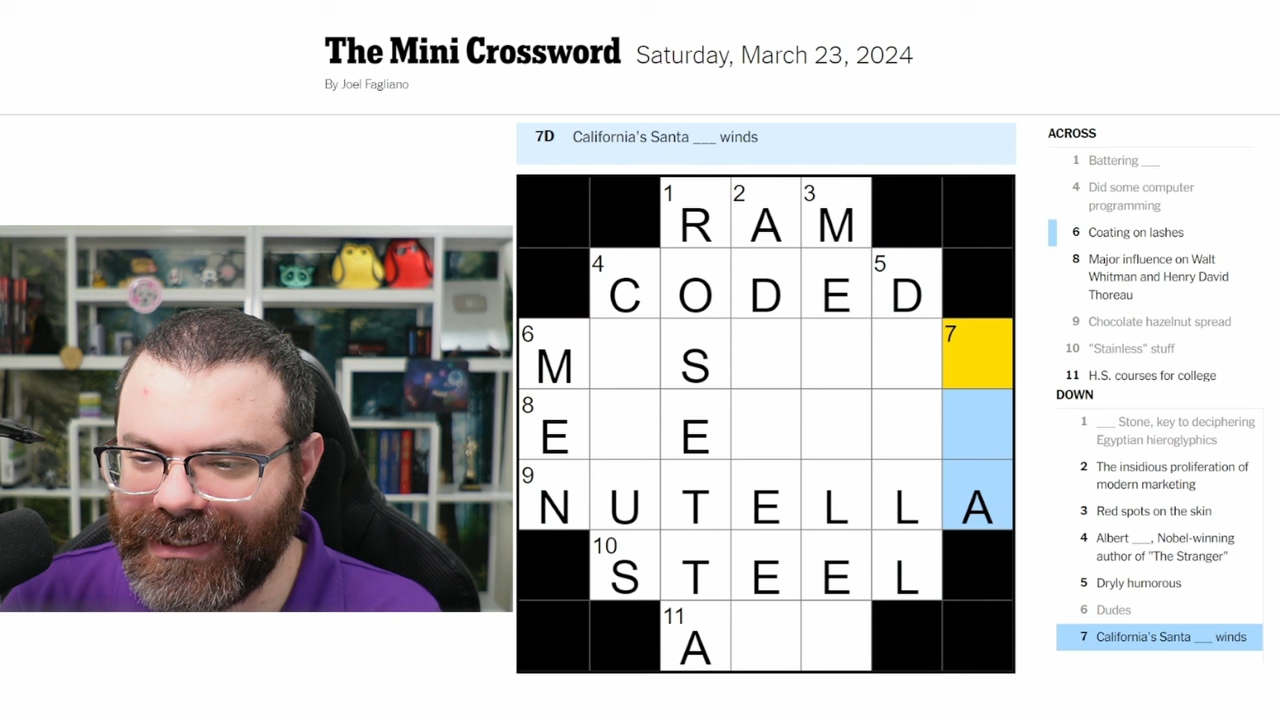 The Mini Crossword Saturday, March 23, 2024
By Joel Fagliano
7D California's Santa ___ winds
1 R 2 A 3 M
4 C O D E 5 D
6 M S 7
8 E E
9 N U T E L L A
10 S T E E L
11 A
ACROSS
1 Battering ___
4 Did some computer
programming
6 Coating on lashes
8 Major influence on Walt
Whitman and Henry David
Thoreau
9 Chocolate hazelnut spread
10 "Stainless" stuff
11 H.S. courses for college
DOWN
1 ___ Stone, key to deciphering
Egyptian hieroglyphics
2 The insidious proliferation of
modern marketing
3 Red spots on the skin
4 Albert ___, Nobel-winning
author of "The Stranger"
5 Dryly humorous
6 Dudes
7 California's Santa ___ winds